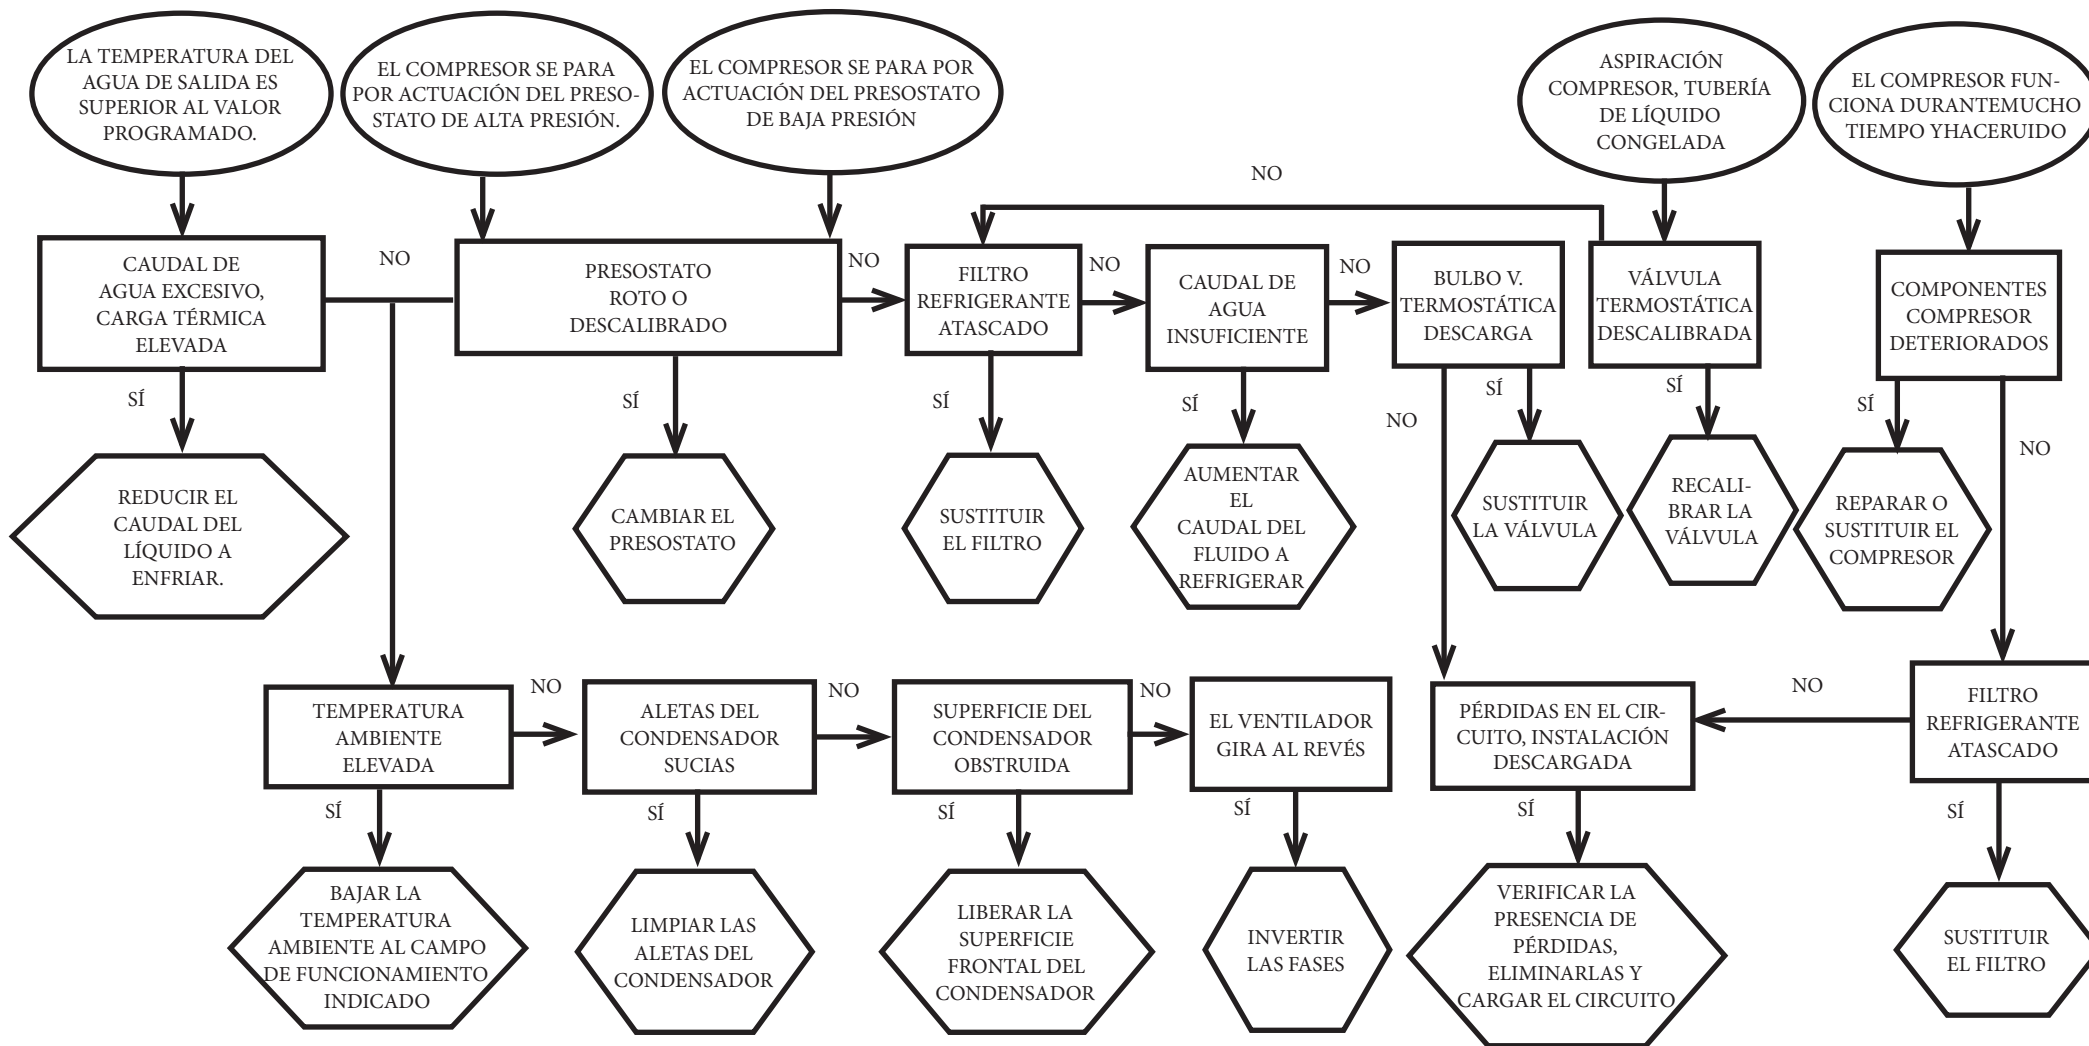 LA TEMPERATURA DEL
AGUA DE SALIDA ES
SUPERIOR AL VALOR
PROGRAMADO.
EL COMPRESOR SE PARA
POR ACTUACIÓN DEL PRESO-
STATO DE ALTA PRESIÓN.
EL COMPRESOR SE PARA POR
ACTUACIÓN DEL PRESOSTATO
DE BAJA PRESIÓN
ASPIRACIÓN
COMPRESOR, TUBERÍA
DE LÍQUIDO
CONGELADA
EL COMPRESOR FUN-
CIONA DURANTEMUCHO
TIEMPO YHACERUIDO
NO
CAUDAL DE
AGUA EXCESIVO,
CARGA TÉRMICA
ELEVADA
NO
PRESOSTATO
ROTO O
DESCALIBRADO
NO
FILTRO
REFRIGERANTE
ATASCADO
NO
CAUDAL DE
AGUA
INSUFICIENTE
NO
BULBO V.
TERMOSTÁTICA
DESCARGA
VÁLVULA
TERMOSTÁTICA
DESCALIBRADA
COMPONENTES
COMPRESOR
DETERIORADOS
SÍ
SÍ
SÍ
SÍ
NO
SÍ
SÍ
SÍ
NO
REDUCIR EL
CAUDAL DEL
LÍQUIDO A
ENFRIAR.
CAMBIAR EL
PRESOSTATO
SUSTITUIR
EL FILTRO
AUMENTAR
EL
CAUDAL DEL
FLUIDO A
REFRIGERAR
SUSTITUIR
LA VÁLVULA
RECALI-
BRAR LA
VÁLVULA
REPARAR O
SUSTITUIR EL
COMPRESOR
TEMPERATURA
AMBIENTE
ELEVADA
NO
ALETAS DEL
CONDENSADOR
SUCIAS
NO
SUPERFICIE DEL
CONDENSADOR
OBSTRUIDA
NO
EL VENTILADOR
GIRA AL REVÉS
PÉRDIDAS EN EL CIR-
CUITO, INSTALACIÓN
DESCARGADA
NO
FILTRO
REFRIGERANTE
ATASCADO
SÍ
SÍ
SÍ
SÍ
SÍ
SÍ
BAJAR LA
TEMPERATURA
AMBIENTE AL CAMPO
DE FUNCIONAMIENTO
INDICADO
LIMPIAR LAS
ALETAS DEL
CONDENSADOR
LIBERAR LA
SUPERFICIE
FRONTAL DEL
CONDENSADOR
INVERTIR
LAS FASES
VERIFICAR LA
PRESENCIA DE
PÉRDIDAS,
ELIMINARLAS Y
CARGAR EL CIRCUITO
SUSTITUIR
EL FILTRO